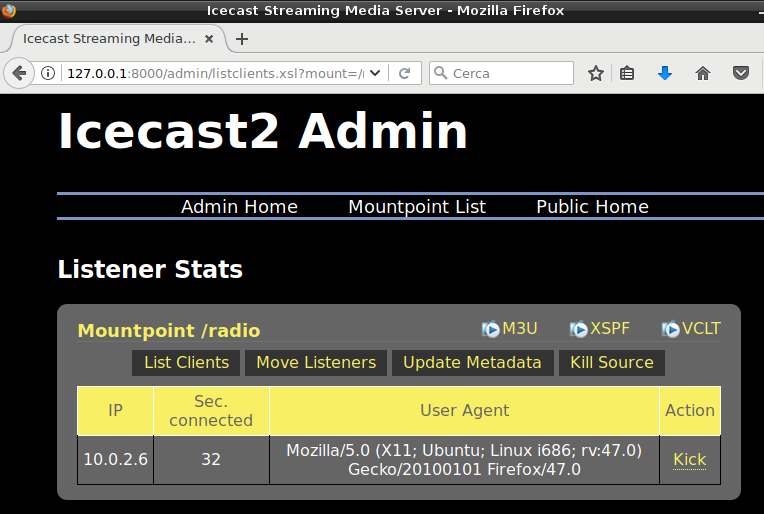 Icecast Streaming Media Server - Mozilla Firefox
Icecast Streaming Media...
127.0.0.1:8000/admin/listclients.xsl?mount=/
Cerca
Icecast2 Admin
Admin Home Mountpoint List Public Home
Listener Stats
Mountpoint /radio M3U XSPF VCLT
List Clients Move Listeners Update Metadata Kill Source
IP Sec. connected User Agent Action
10.0.2.6 32 Mozilla/5.0 (X11; Ubuntu; Linux i686; rv:47.0)
Gecko/20100101 Firefox/47.0 Kick